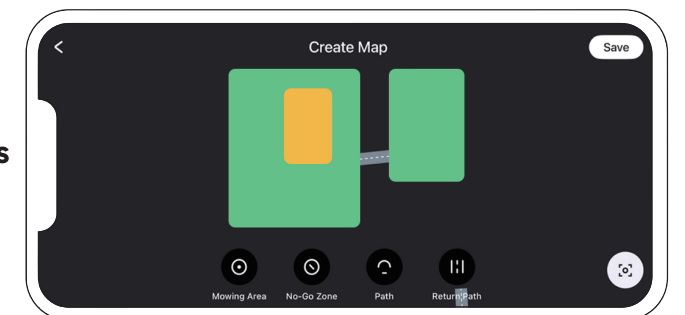 Create Map
Save
s
Mowing Area
No-Go Zone
Path
Return Path